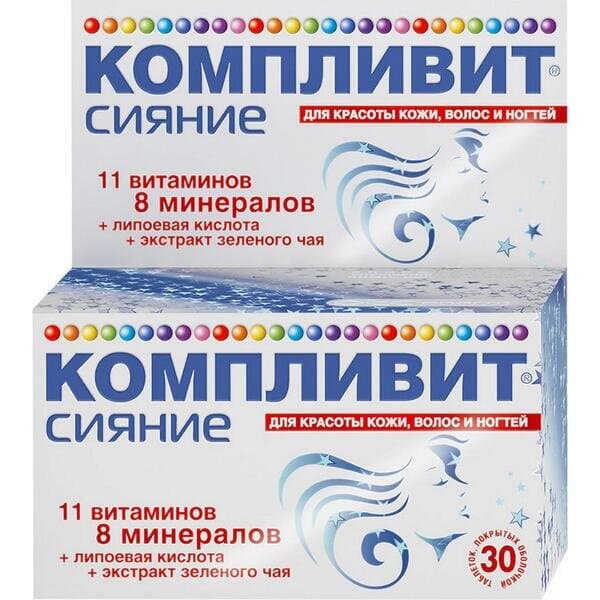 КОМПЛИВИТ®
сияние
ДЛЯ КРАСОТЫ КОЖИ, ВОЛОС И НОГТЕЙ
11 витаминов
8 минералов
+ липоевая кислота
+ экстракт зеленого чая
КОМПЛИВИТ®
сияние
ДЛЯ КРАСОТЫ КОЖИ, ВОЛОС И НОГТЕЙ
11 витаминов
8 минералов
+ липоевая кислота
+ экстракт зеленого чая
30
ТАБЛЕТОК, ПОКРЫТЫХ ОБОЛОЧКОЙ